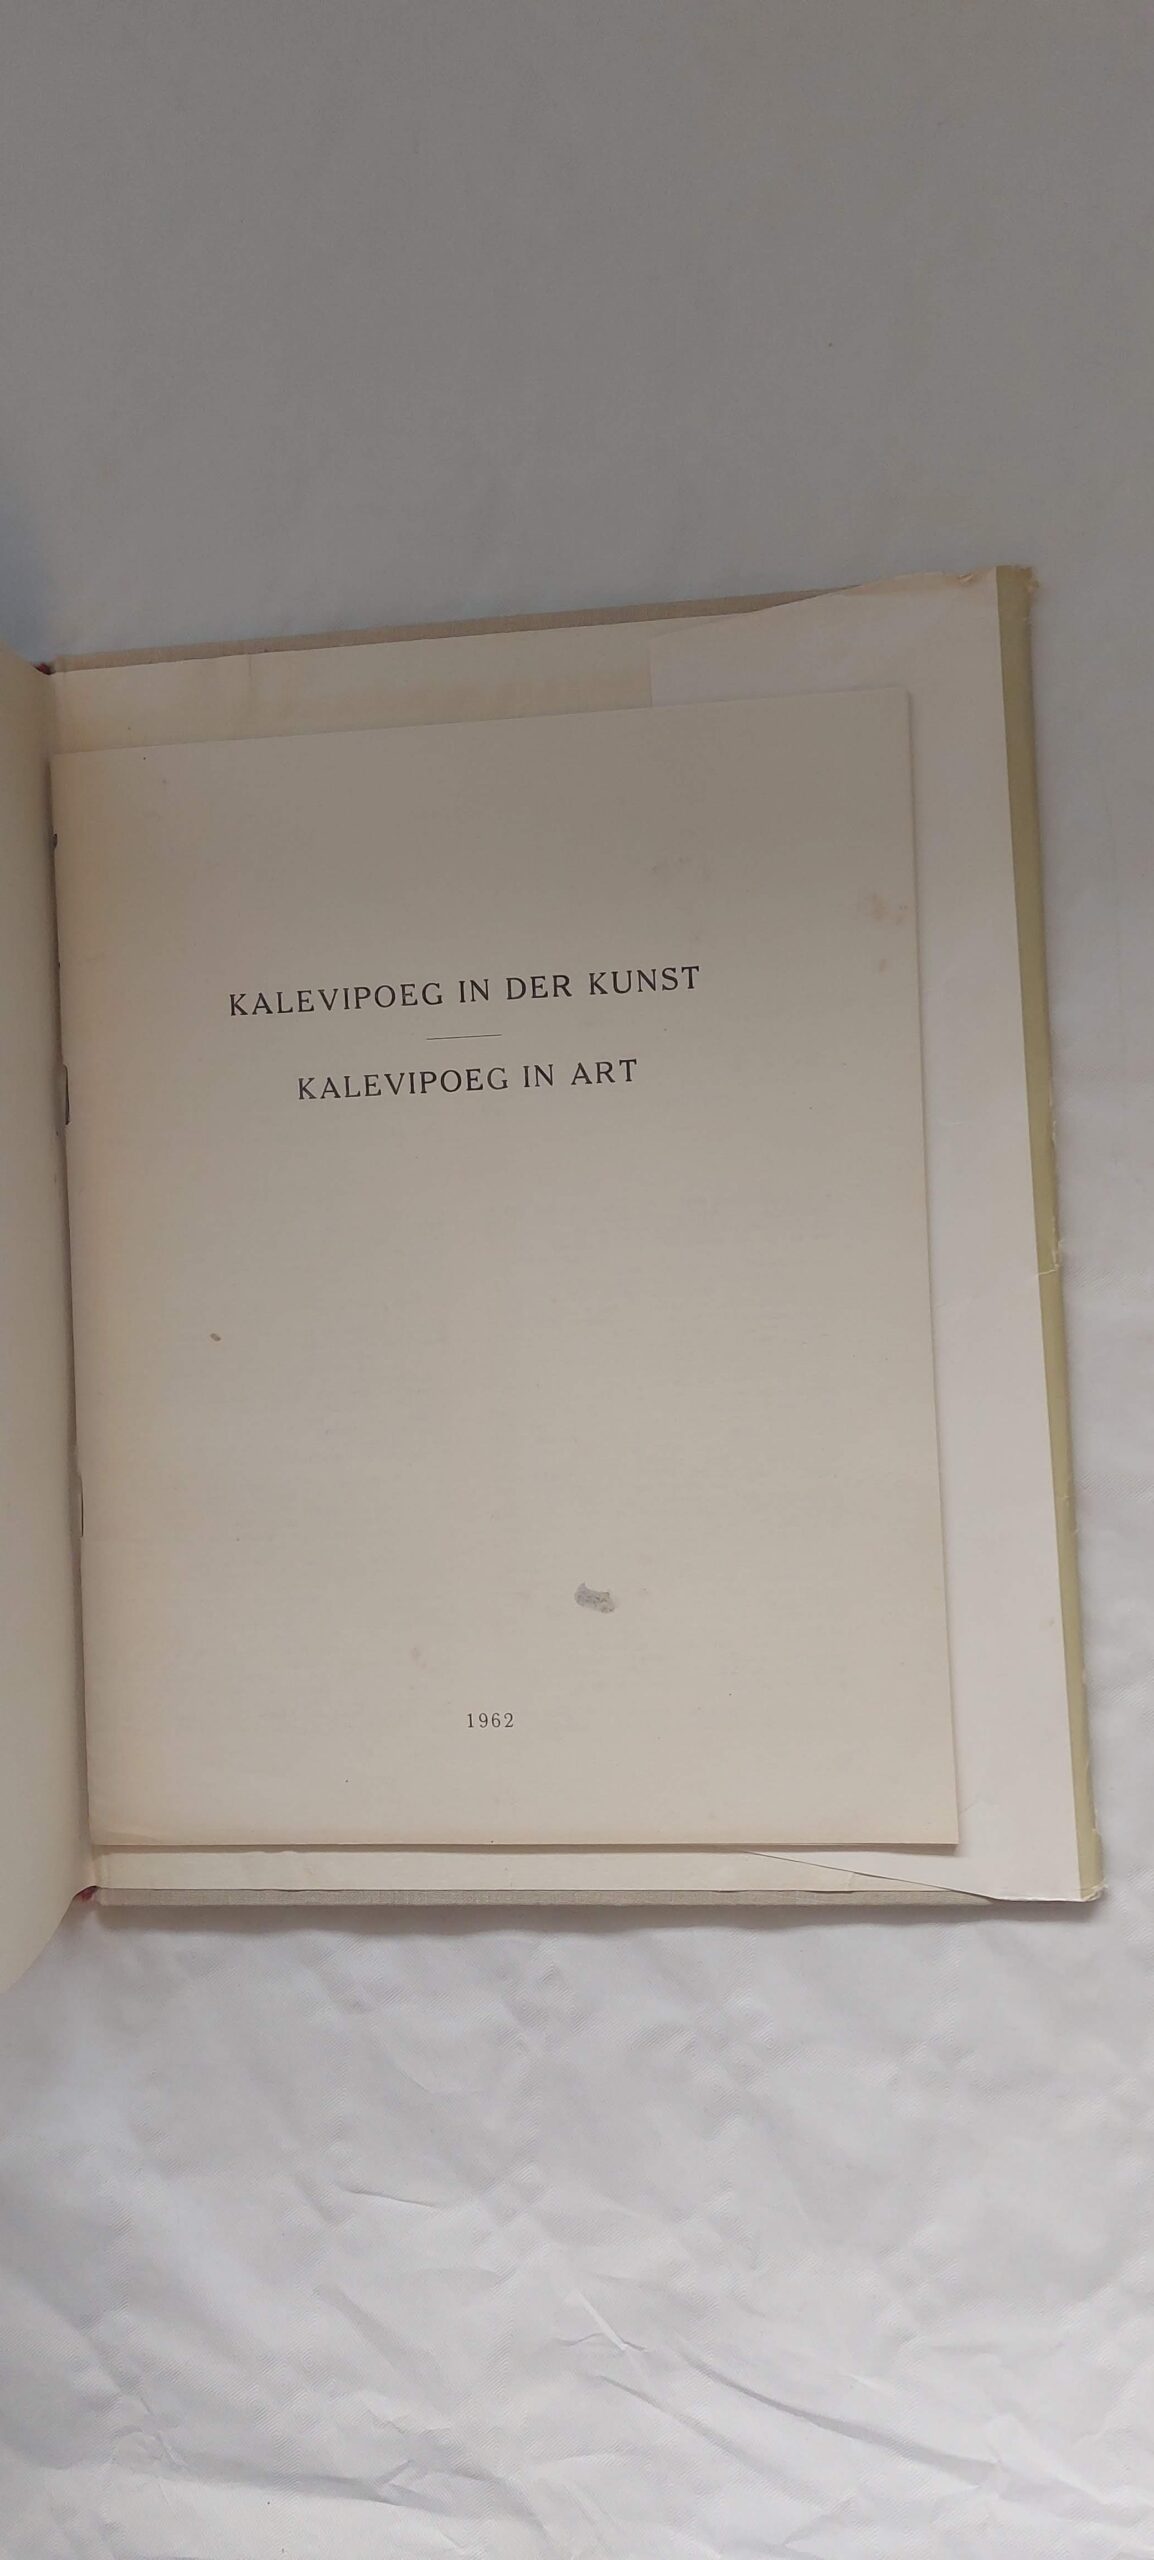 KALEVIPOEG IN DER KUNST
KALEVIPOEG IN ART
1962